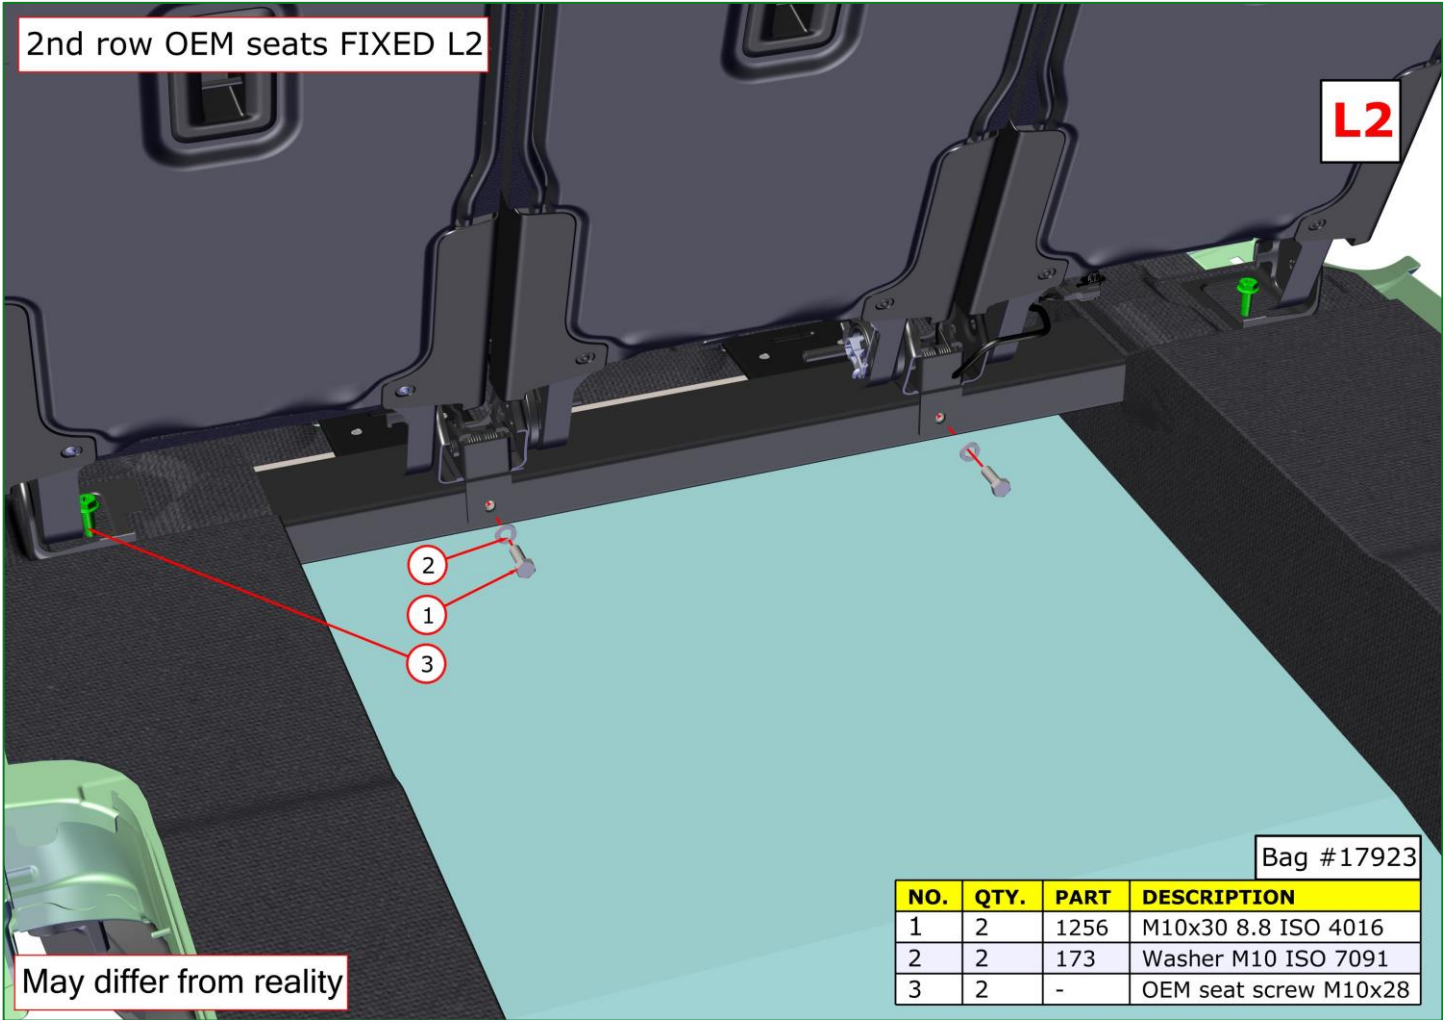 2nd row OEM seats FIXED L2
L2
2
1
3
Bag #17923
NO. QTY. PART DESCRIPTION
1 2 1256 M10x30 8.8 ISO 4016
2 2 173 Washer M10 ISO 7091
3 2 - OEM seat screw M10x28
May differ from reality